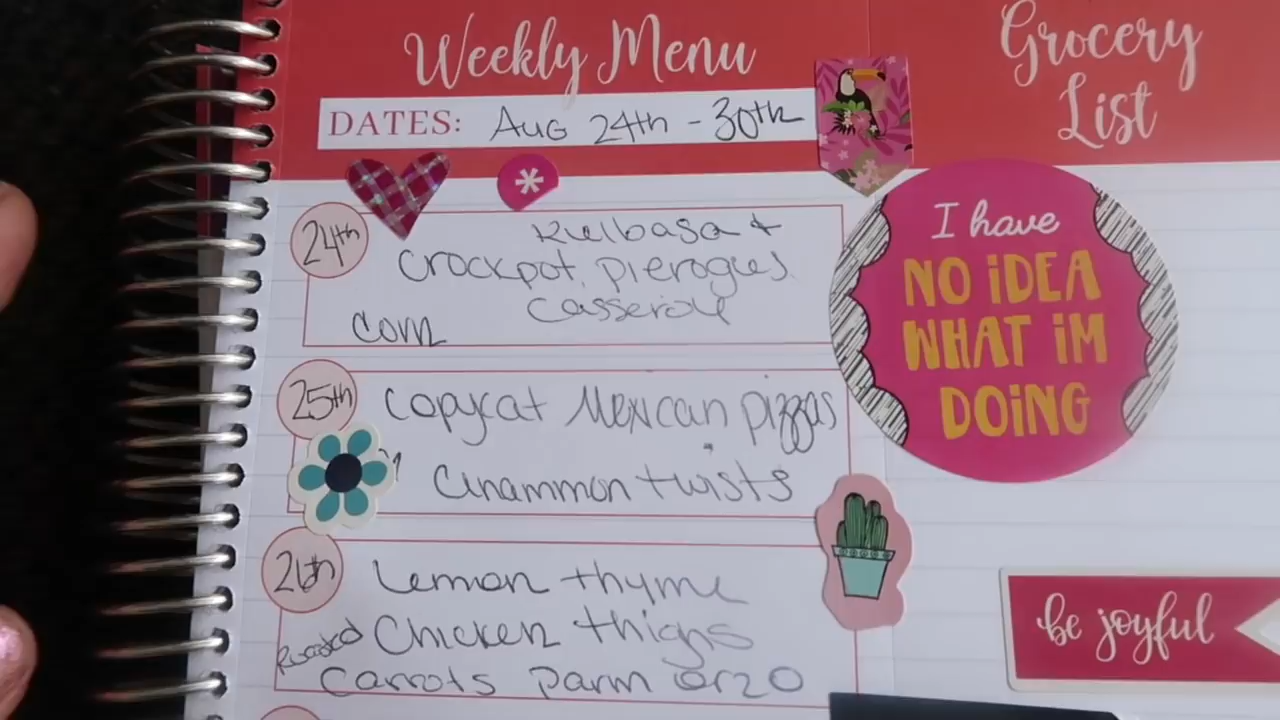 Weekly Menu
DATES: Aug 24th - 30th
24th
Kielbasa +
Crockpot pierogies
Casserole
Corn
25th
Copycat Mexican pizzas
Cinammon twists
26th
Lemon thyme
Chicken thighs
Roasted
Carrots Parm orzo
Grocery
List
I have
NO IDEA
WHAT IM
DOING
be joyful